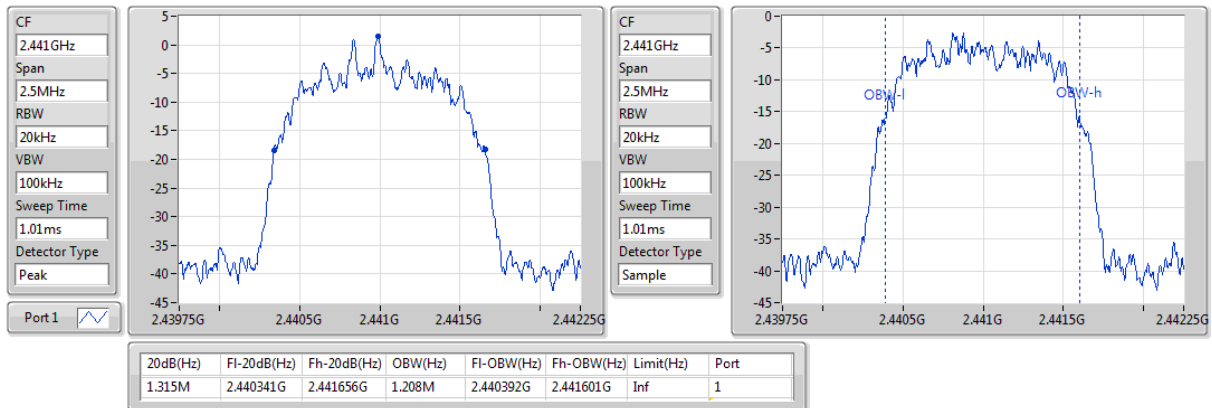 CF
2.441GHz
Span
2.5MHz
RBW
20kHz
VBW
100kHz
Sweep Time
1.01ms
Detector Type
Peak
Port 1
5
0
-5
-10
-15
-20
-25
-30
-35
-40
-45
2.43975G 2.4405G 2.441G 2.4415G 2.44225G
CF
2.441GHz
Span
2.5MHz
RBW
20kHz
VBW
100kHz
Sweep Time
1.01ms
Detector Type
Sample
0
-5
-10
-15
-20
-25
-30
-35
-40
-45
OBW-l OBW-h
2.43975G 2.4405G 2.441G 2.4415G 2.44225G
20dB(Hz) Fl-20dB(Hz) Fh-20dB(Hz) OBW(Hz) Fl-OBW(Hz) Fh-OBW(Hz) Limit(Hz) Port
1.315M 2.440341G 2.441656G 1.208M 2.440392G 2.441601G Inf 1